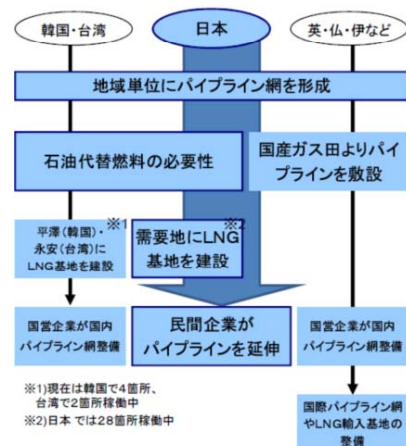 韓国・台湾
日本
英・仏・伊など
地域単位にパイプライン網を形成
石油代替燃料の必要性
国産ガス田よりパイ
プラインを敷設
※1
平澤(韓国)・
永安(台湾)に
LNG基地を建設
※2
需要地にLNG
基地を建設
国営企業が国内
パイプライン網整備
民間企業が
パイプラインを延伸
国営企業が国内
パイプライン網整備
※1)現在は韓国で4箇所、
台湾で2箇所稼働中
※2)日本 では28箇所稼働中
国際パイプライン網
やLNG輸入基地の
整備